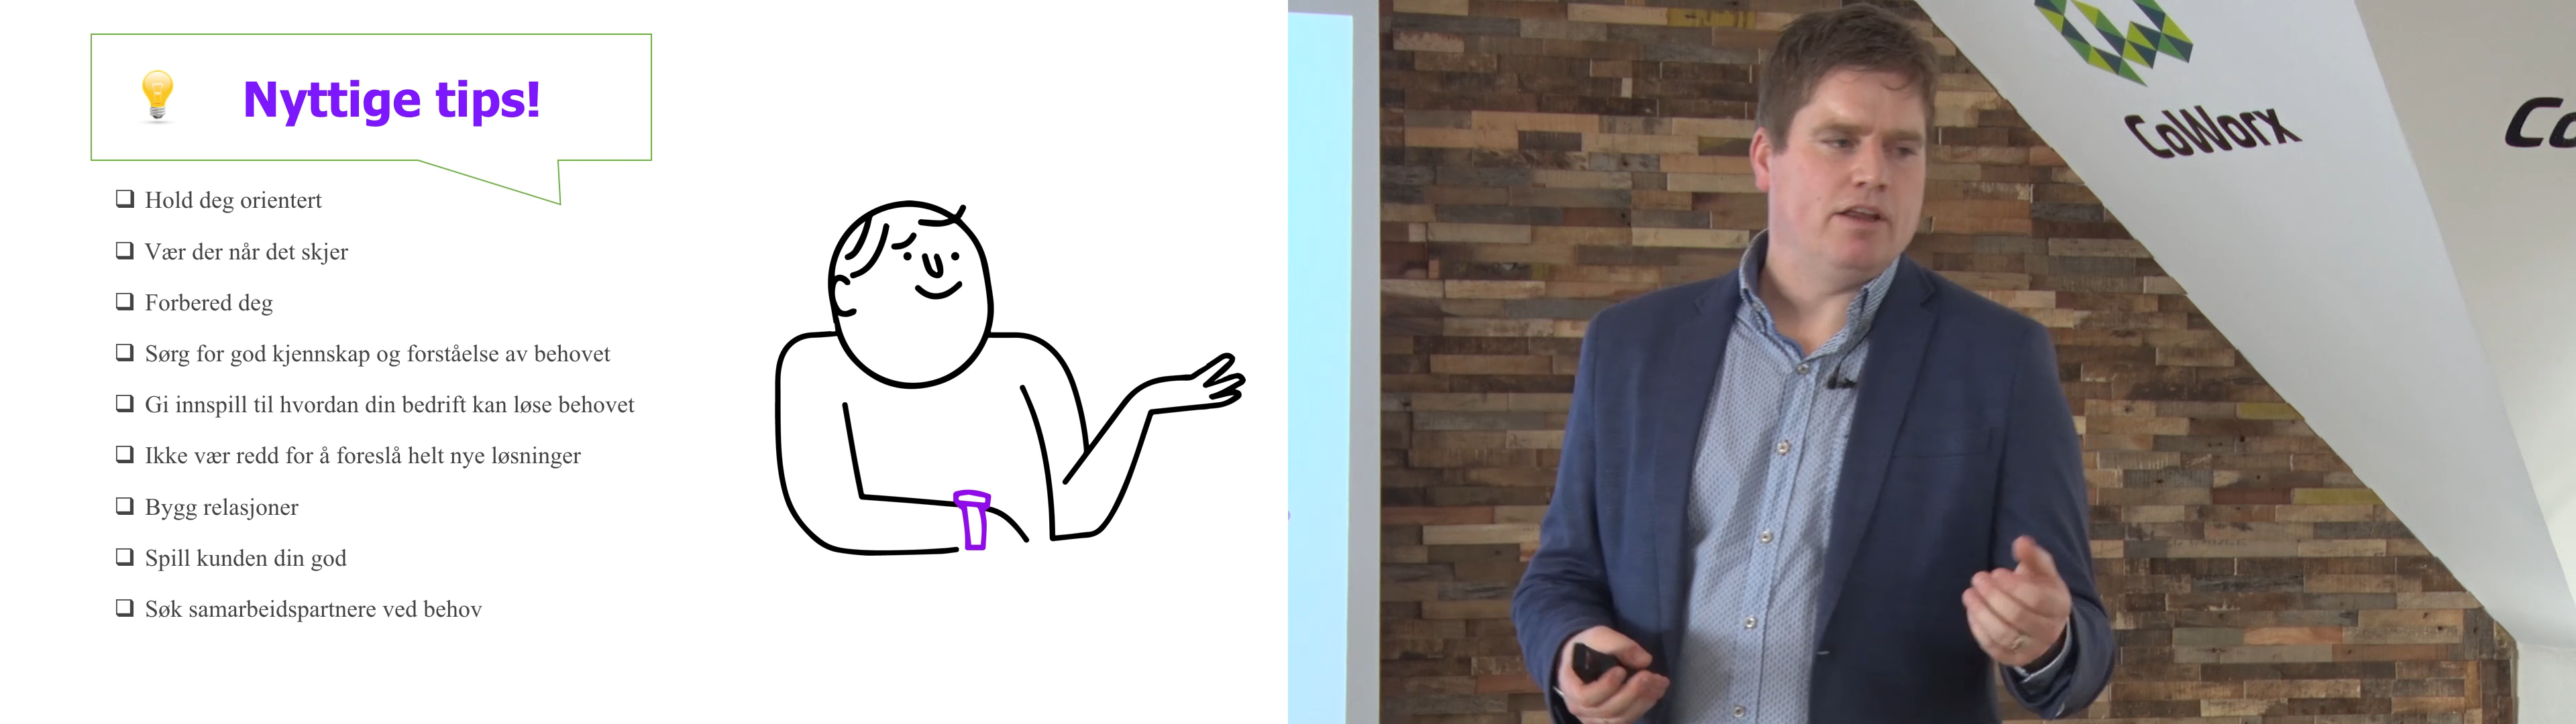 Nyttige tips!
Hold deg orientert
Vær der når det skjer
Forbered deg
Sørg for god kjennskap og forståelse av behovet
Gi innspill til hvordan din bedrift kan løse behovet
Ikke vær redd for å foreslå helt nye løsninger
Bygg relasjoner
Spill kunden din god
Søk samarbeidspartnere ved behov
CoWorx
Co